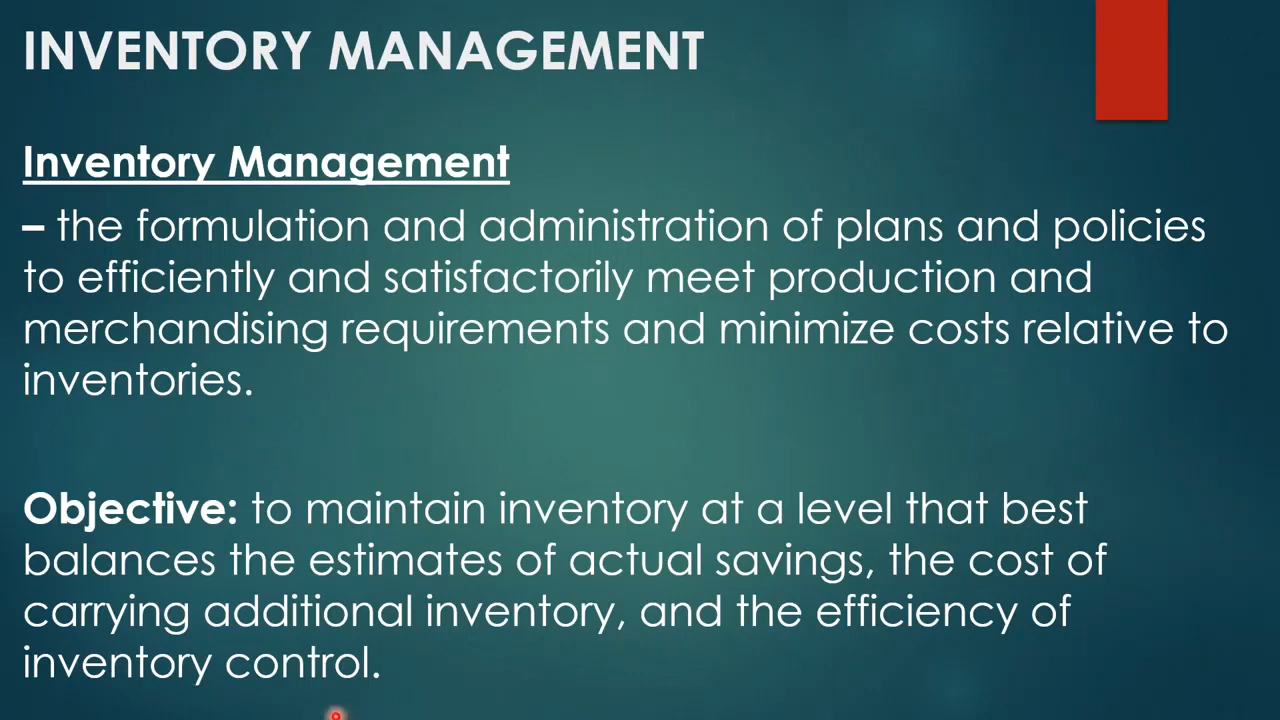 INVENTORY MANAGEMENT
Inventory Management
– the formulation and administration of plans and policies
to efficiently and satisfactorily meet production and
merchandising requirements and minimize costs relative to
inventories.
Objective: to maintain inventory at a level that best
balances the estimates of actual savings, the cost of
carrying additional inventory, and the efficiency of
inventory control.